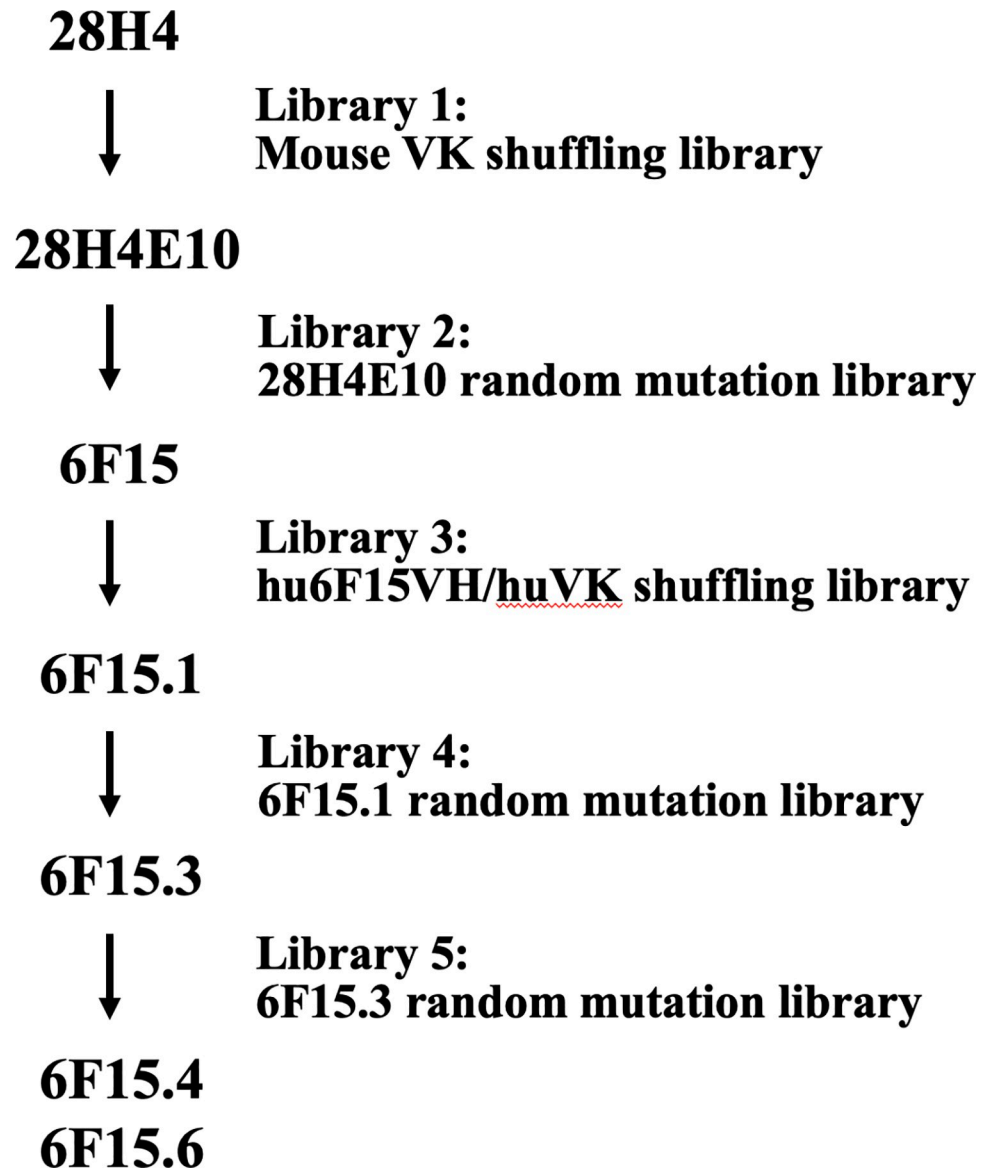 28H4
Library 1:
Mouse VK shuffling library
28H4E10
Library 2:
28H4E10 random mutation library
6F15
Library 3:
hu6F15VH/huVK shuffling library
6F15.1
Library 4:
6F15.1 random mutation library
6F15.3
Library 5:
6F15.3 random mutation library
6F15.4
6F15.6